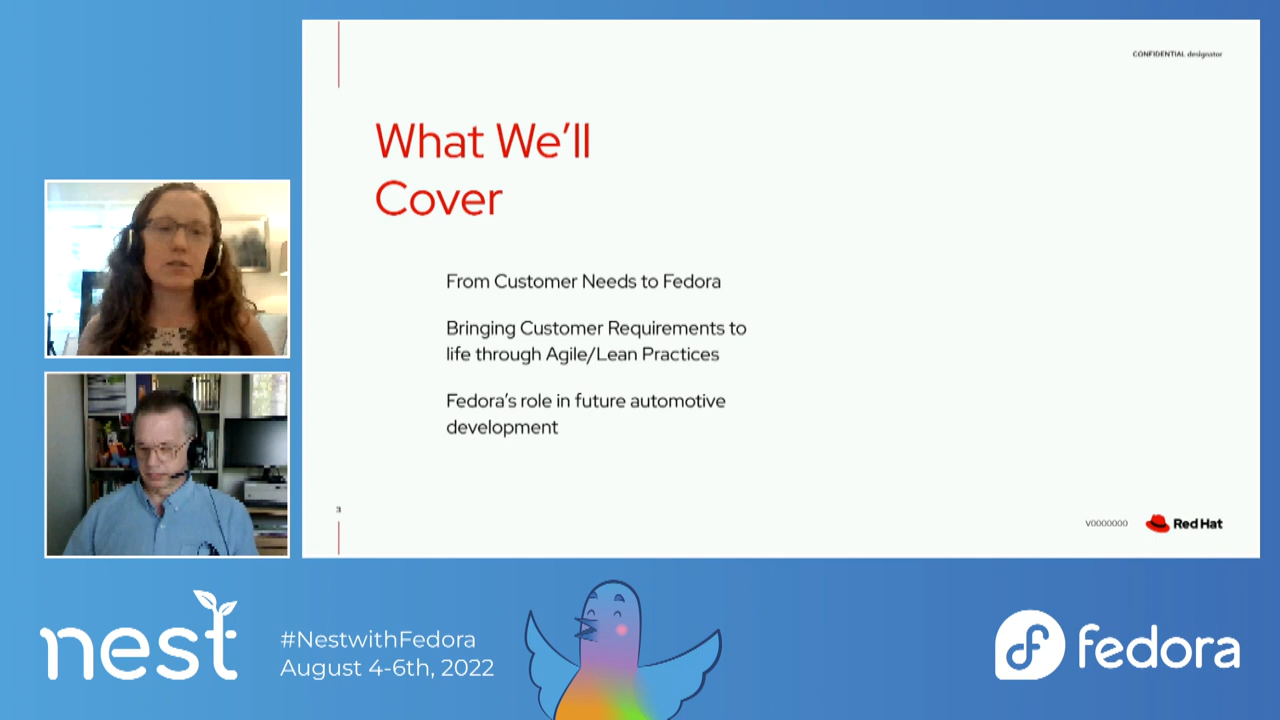 CONFIDENTIAL designator
What We'll
Cover
From Customer Needs to Fedora
Bringing Customer Requirements to
life through Agile/Lean Practices
Fedora's role in future automotive
development
3
V0000000
Red Hat
nest
#NestwithFedora
August 4-6th, 2022
fedora